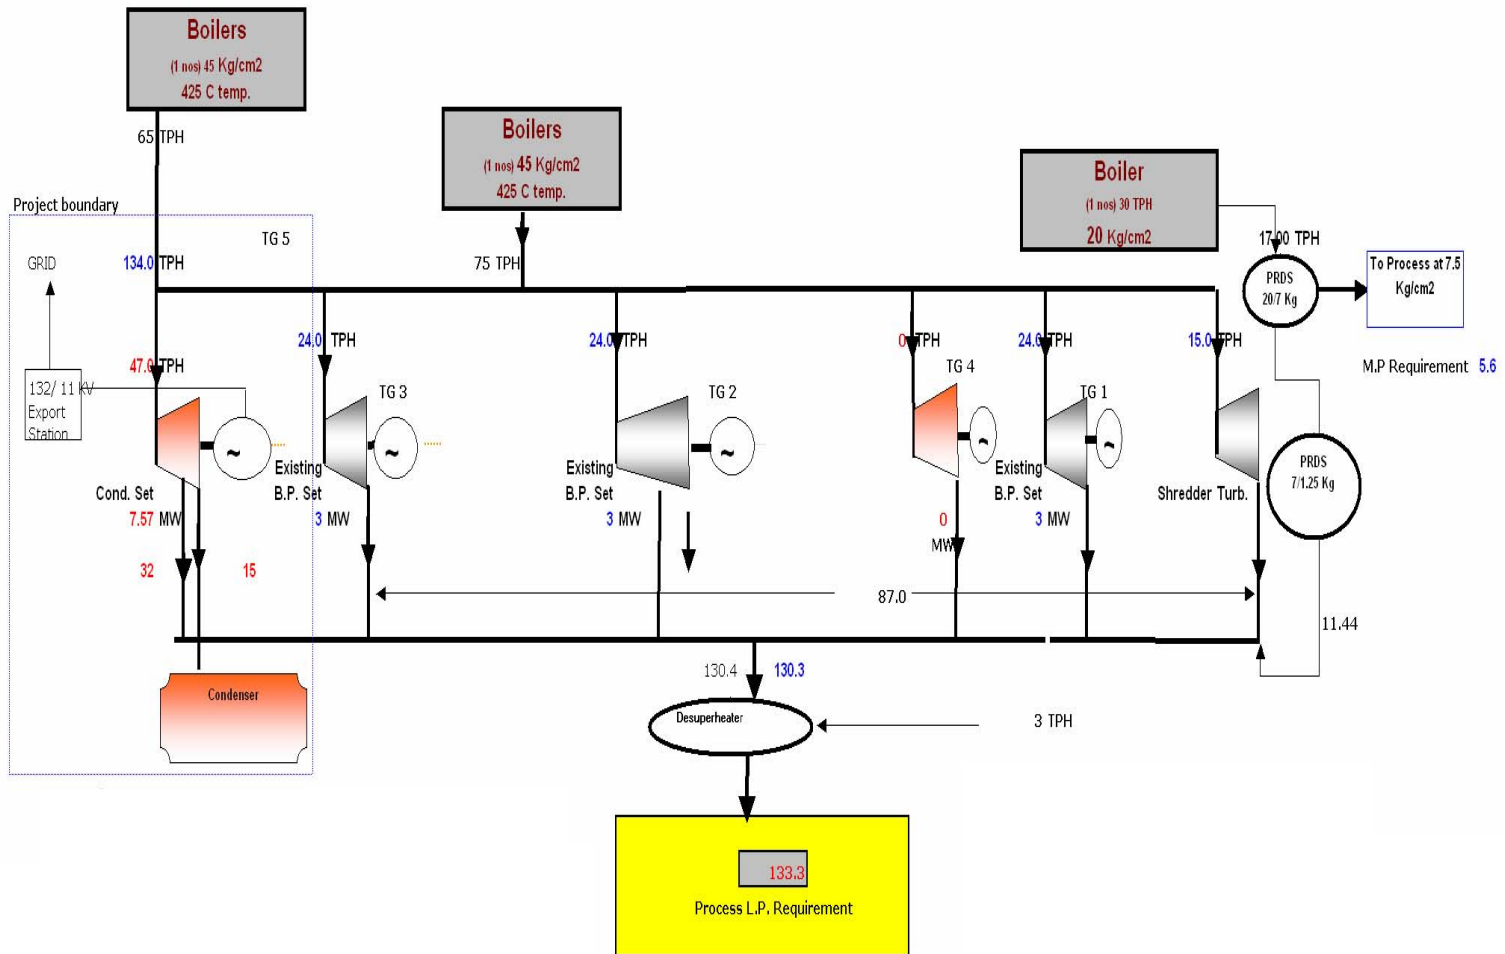 Boilers
(1 nos) 45 Kg/cm2
425 C temp.
65 TPH
Boilers
(1 nos) 45 Kg/cm2
425 C temp.
75 TPH
Boiler
(1 nos) 30 TPH
20 Kg/cm2
17.00 TPH
PRDS
20/7 Kg
To Process at 7.5
Kg/cm2
M.P Requirement 5.6
Project boundary
TG 5
GRID
134.0 TPH
47.0 TPH
132/ 11 KV
Export
Station
~
Cond. Set
7.57 MW
32
15
Condenser
24.0 TPH
TG 3
~
Existing
B.P. Set
3 MW
24.0 TPH
TG 2
~
Existing
B.P. Set
3 MW
0 TPH
TG 4
~
0
MW
24.0 TPH
TG 1
~
Existing
B.P. Set
3 MW
15.0 TPH
Shredder Turb.
PRDS
7/1.25 Kg
87.0
11.44
130.4 130.3
Desuperheater
3 TPH
133.3
Process L.P. Requirement